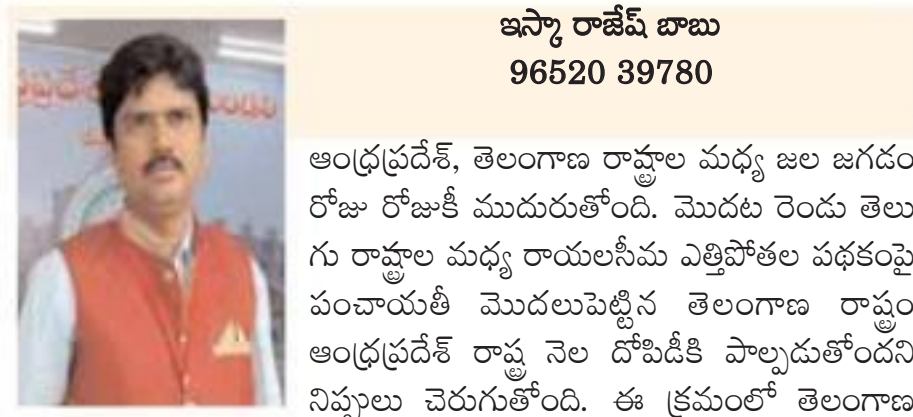 ఇస్కా రాజేష్ బాబు
96520 39780
ఆంధ్రప్రదేశ్, తెలంగాణ రాష్ట్రాల మధ్య జల జగడం
రోజు రోజుకీ ముదురుతోంది. మొదట రెండు తెలు
గు రాష్ట్రాల మధ్య రాయలసీమ ఎత్తిపోతల పథకంపై
పంచాయతీ మొదలుపెట్టిన తెలంగాణ రాష్ట్రం
ఆంధ్రప్రదేశ్ రాష్ట్ర నెల దోపిడీకి పాల్పడుతోందని
నిప్పులు చెరుగుతోంది. ఈ క్రమంలో తెలంగాణ